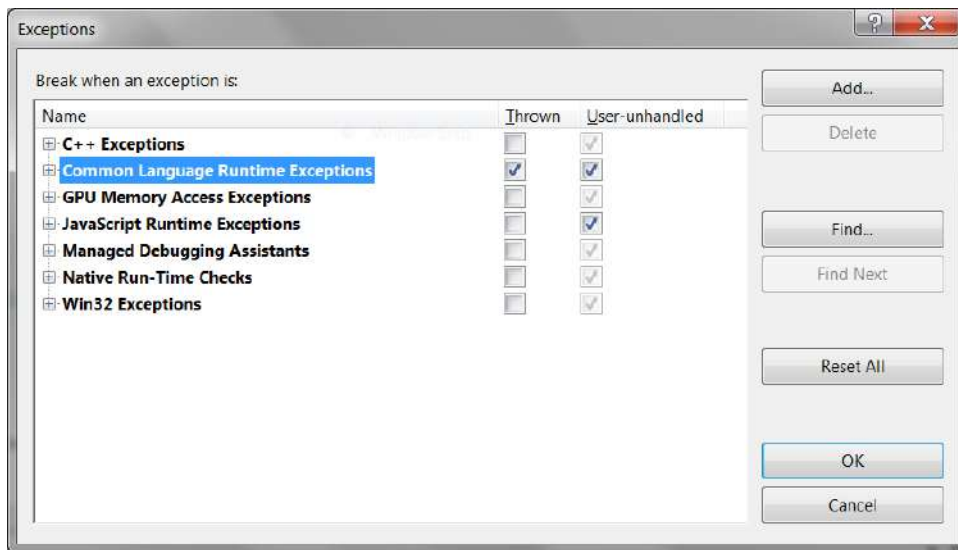 Exceptions
Break when an exception is:
Name Thrown User-unhandled
C++ Exceptions
Common Language Runtime Exceptions
GPU Memory Access Exceptions
JavaScript Runtime Exceptions
Managed Debugging Assistants
Native Run-Time Checks
Win32 Exceptions
Add...
Delete
Find...
Find Next
Reset All
OK
Cancel